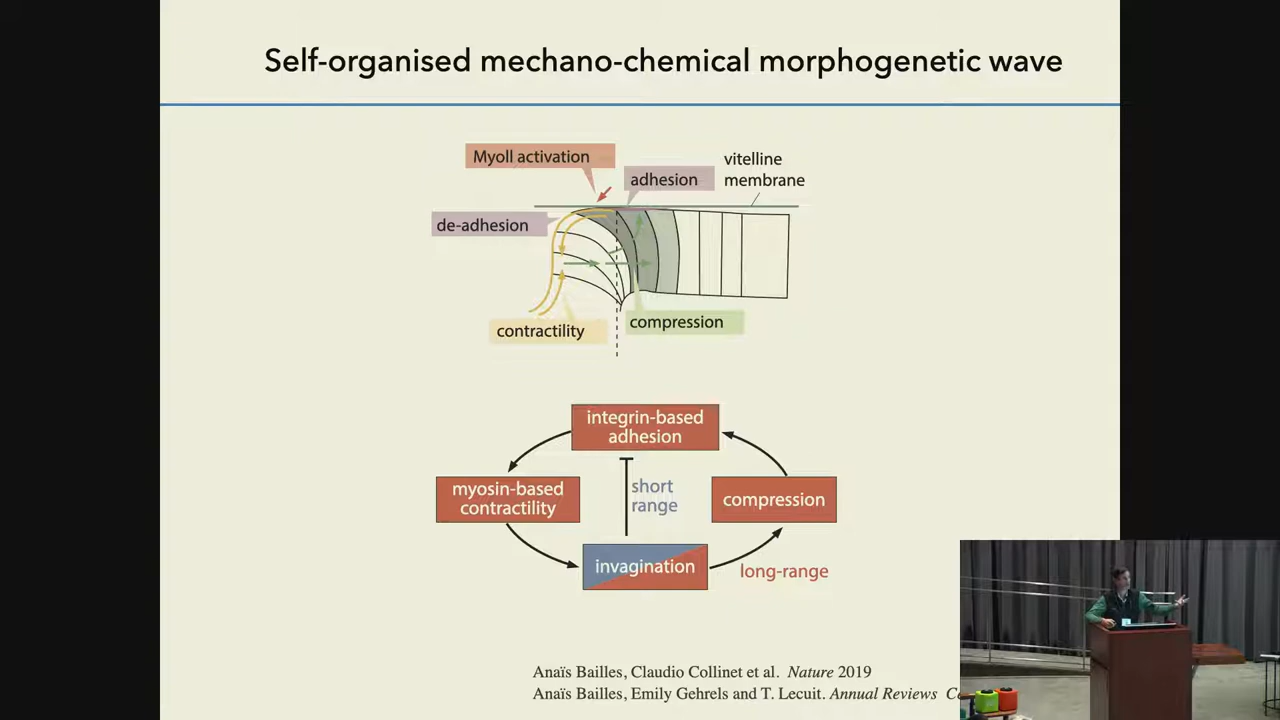 Self-organised mechano-chemical morphogenetic wave
MyoII activation
vitelline
membrane
adhesion
de-adhesion
contractility
compression
integrin-based
adhesion
myosin-based
contractility
short
range
compression
invagination
long-range
Anaïs Bailles, Claudio Collinet et al. Nature 2019
Anaïs Bailles, Emily Gehrels and T. Lecuit. Annual Reviews